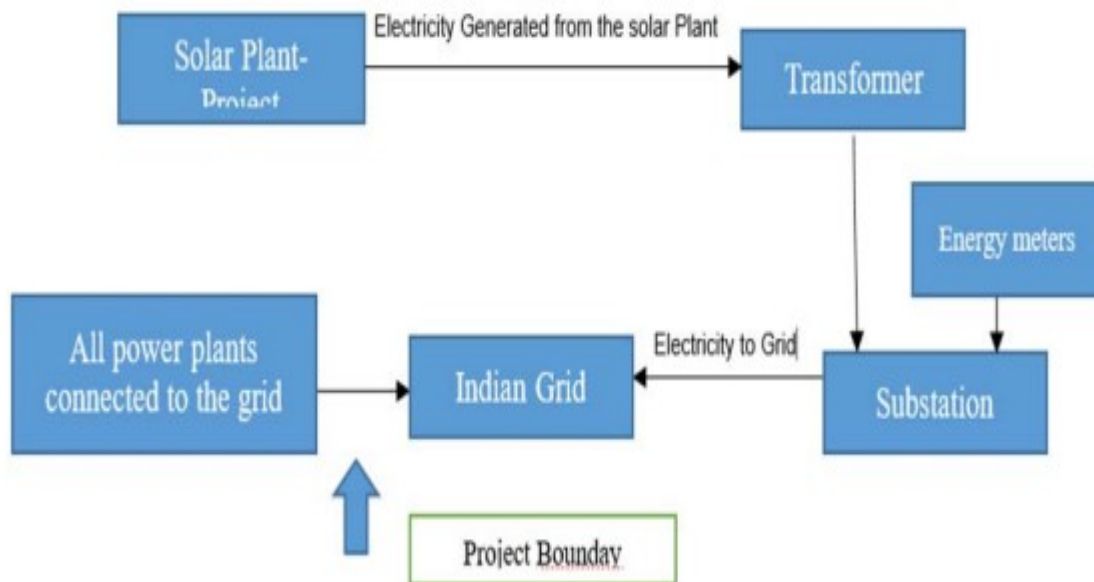 Electricity Generated from the solar Plant
Solar Plant-
Project
Transformer
Energy meters
All power plants
connected to the grid
Indian Grid
Electricity to Grid
Substation
Project Bounday